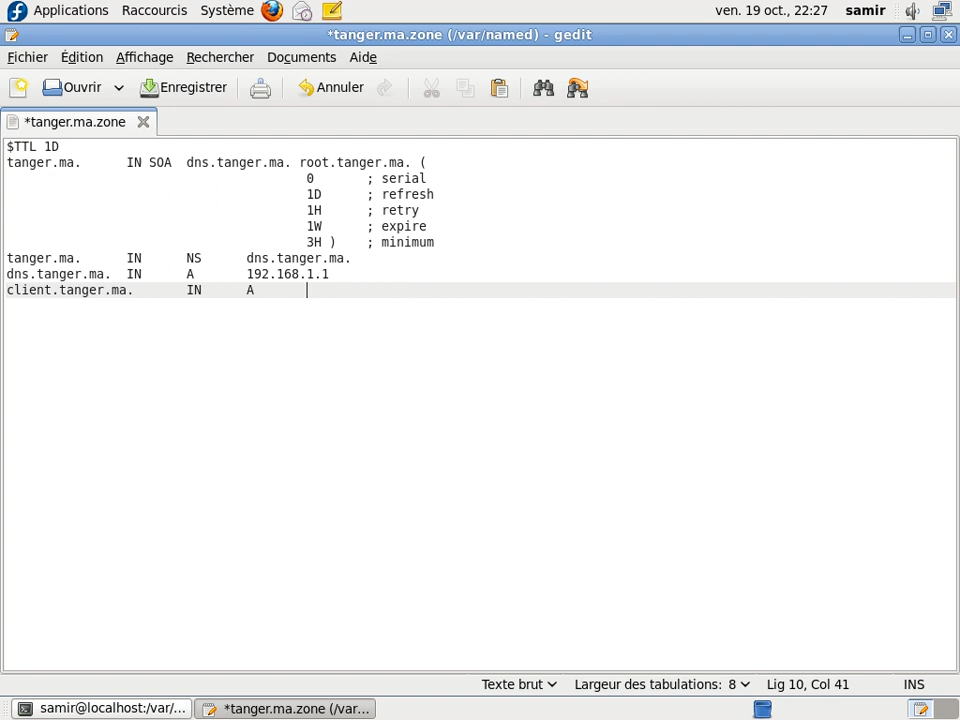 Applications Raccourcis Système ven. 19 oct., 22:27 samir
*tanger.ma.zone (/var/named) - gedit
Fichier Édition Affichage Rechercher Documents Aide
Ouvrir Enregistrer Annuler
*tanger.ma.zone
$TTL 1D
tanger.ma. IN SOA dns.tanger.ma. root.tanger.ma. (
0 ; serial
1D ; refresh
1H ; retry
1W ; expire
3H ) ; minimum
tanger.ma. IN NS dns.tanger.ma.
dns.tanger.ma. IN A 192.168.1.1
client.tanger.ma. IN A
Texte brut Largeur des tabulations: 8 Lig 10, Col 41 INS
samir@localhost:/var/... *tanger.ma.zone (/var...